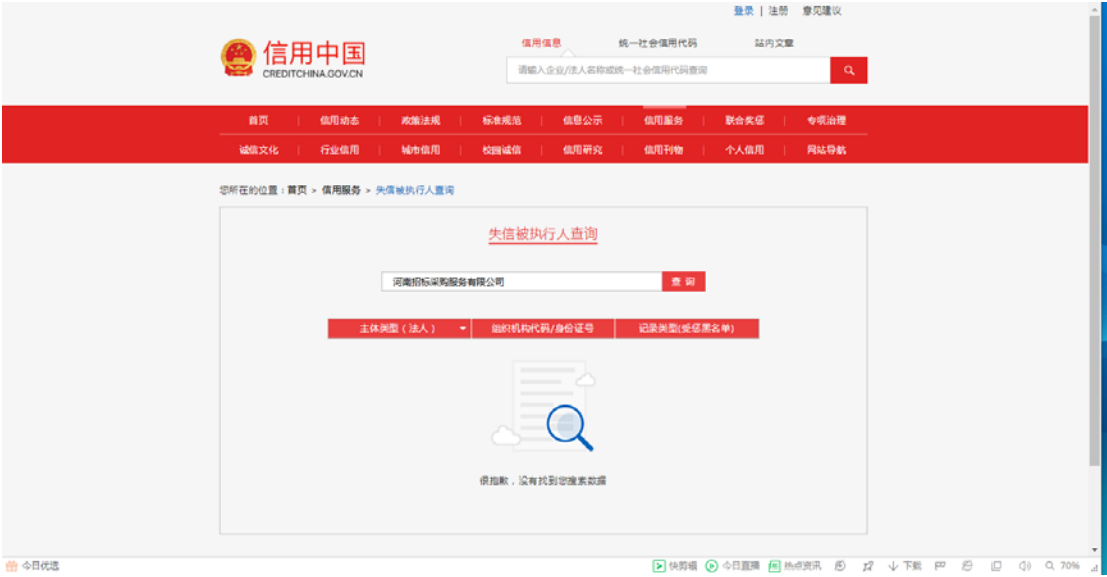 登录 | 注册 意见建议
信用中国
CREDITCHINA.GOV.CN
信用信息 统一社会信用代码 站内文章
请输入企业/法人名称或统一社会信用代码查询
首页 | 信用动态 | 政策法规 | 标准规范 | 信息公示 | 信用服务 | 联合奖惩 | 专项治理
诚信文化 | 行业信用 | 城市信用 | 校园诚信 | 信用研究 | 信用刊物 | 个人信用 | 网站导航
您所在的位置：首页 > 信用服务 > 失信被执行人查询
失信被执行人查询
河南招标采购服务有限公司 查 询
主体类型（法人） 组织机构代码/身份证号 记录类型(受惩黑名单)
很抱歉，没有找到您搜索数据
今日优选 快剪辑 今日直播 热点资讯 下载 70%